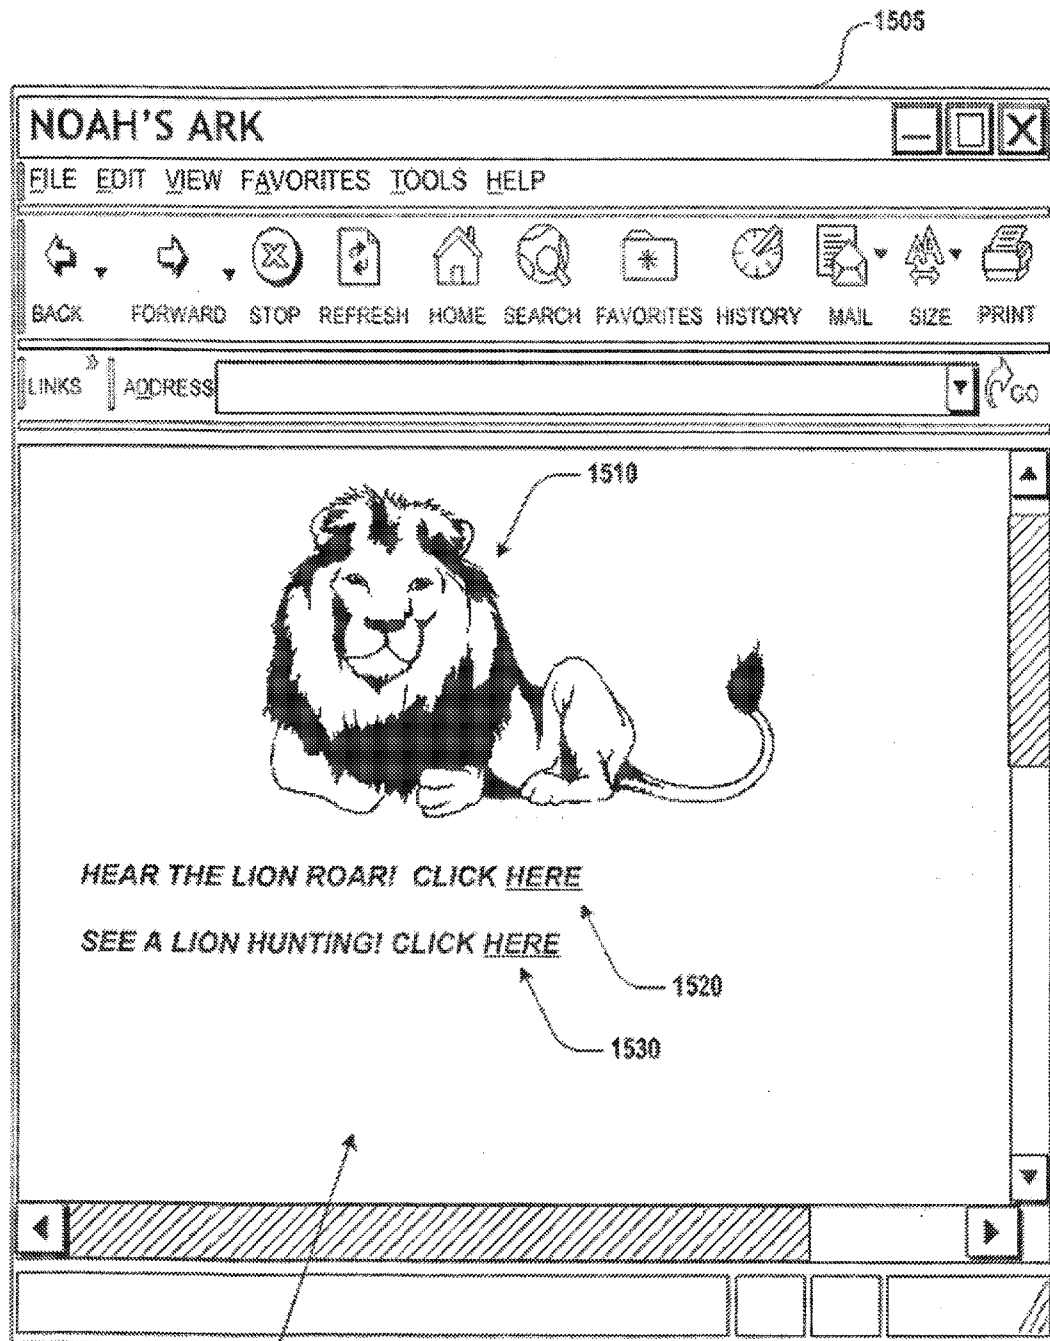 1505
NOAH'S ARK
FILE EDIT VIEW FAVORITES TOOLS HELP
BACK FORWARD STOP REFRESH HOME SEARCH FAVORITES HISTORY MAIL SIZE PRINT
LINKS » ADDRESS GO
1510
HEAR THE LION ROAR! CLICK HERE
SEE A LION HUNTING! CLICK HERE
1520
1530